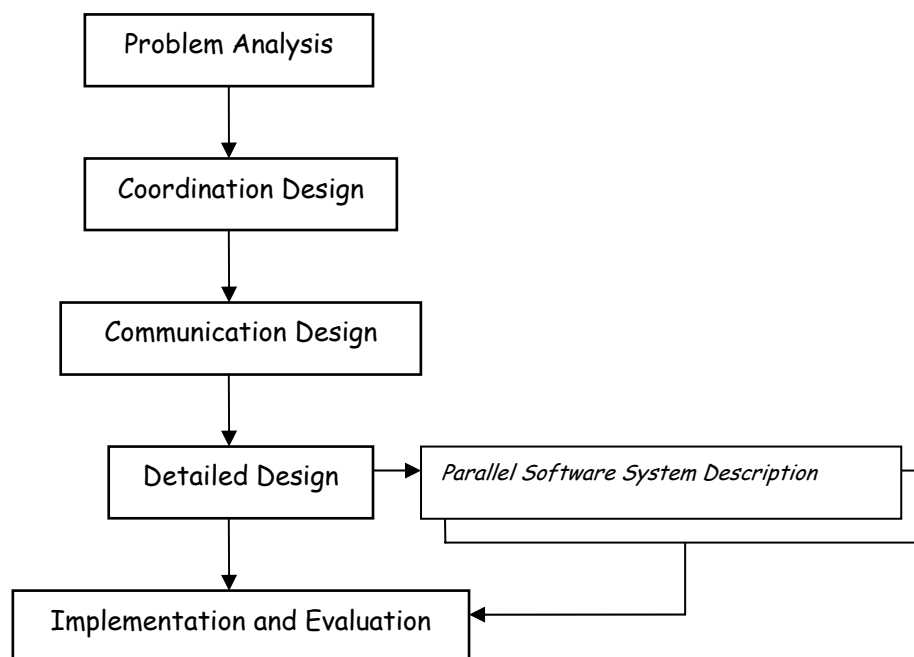 Problem Analysis
Coordination Design
Communication Design
Detailed Design
Parallel Software System Description
Implementation and Evaluation